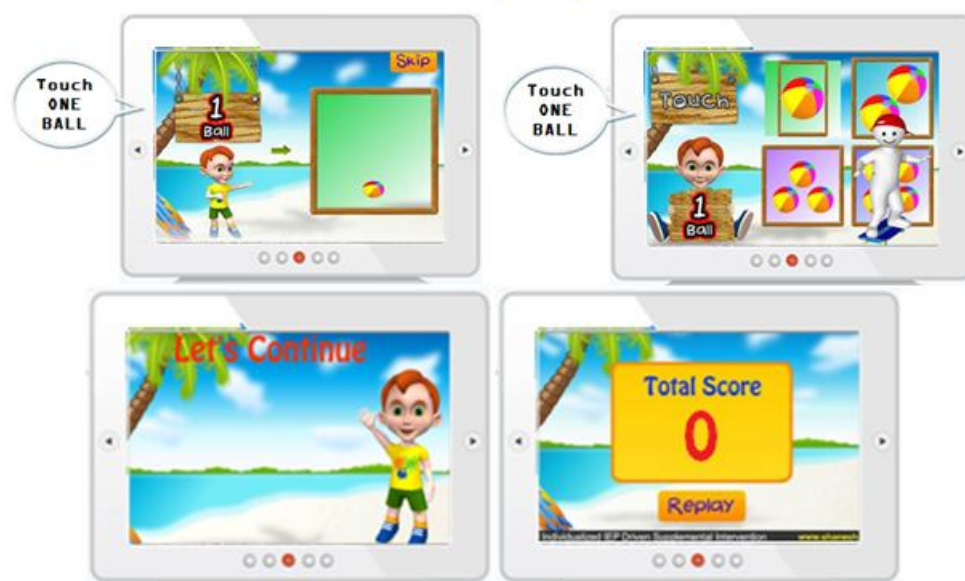 Touch
ONE
BALL
Skip
1
Ball
Touch
ONE
BALL
Touch
1
Ball
Let's Continue
Total Score
0
Replay
Individualized IEP Driven Supplemental Intervention